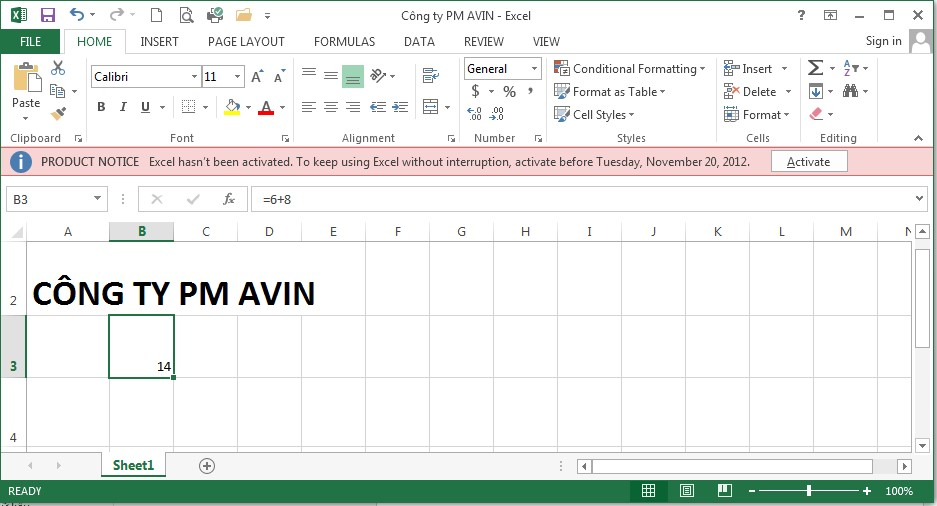 Công ty PM AVIN - Excel
?
FILE HOME INSERT PAGE LAYOUT FORMULAS DATA REVIEW VIEW Sign in
Calibri 11 A A General Conditional Formatting Insert Σ A Z
Paste B I U A $ % , Format as Table Delete
←.0 .00 .00 →.0 Cell Styles Format
Clipboard Font Alignment Number Styles Cells Editing
i PRODUCT NOTICE Excel hasn't been activated. To keep using Excel without interruption, activate before Tuesday, November 20, 2012. Activate
B3 fx =6+8
A B C D E F G H I J K L M N
2 CÔNG TY PM AVIN
3 14
4
Sheet1
READY 100%